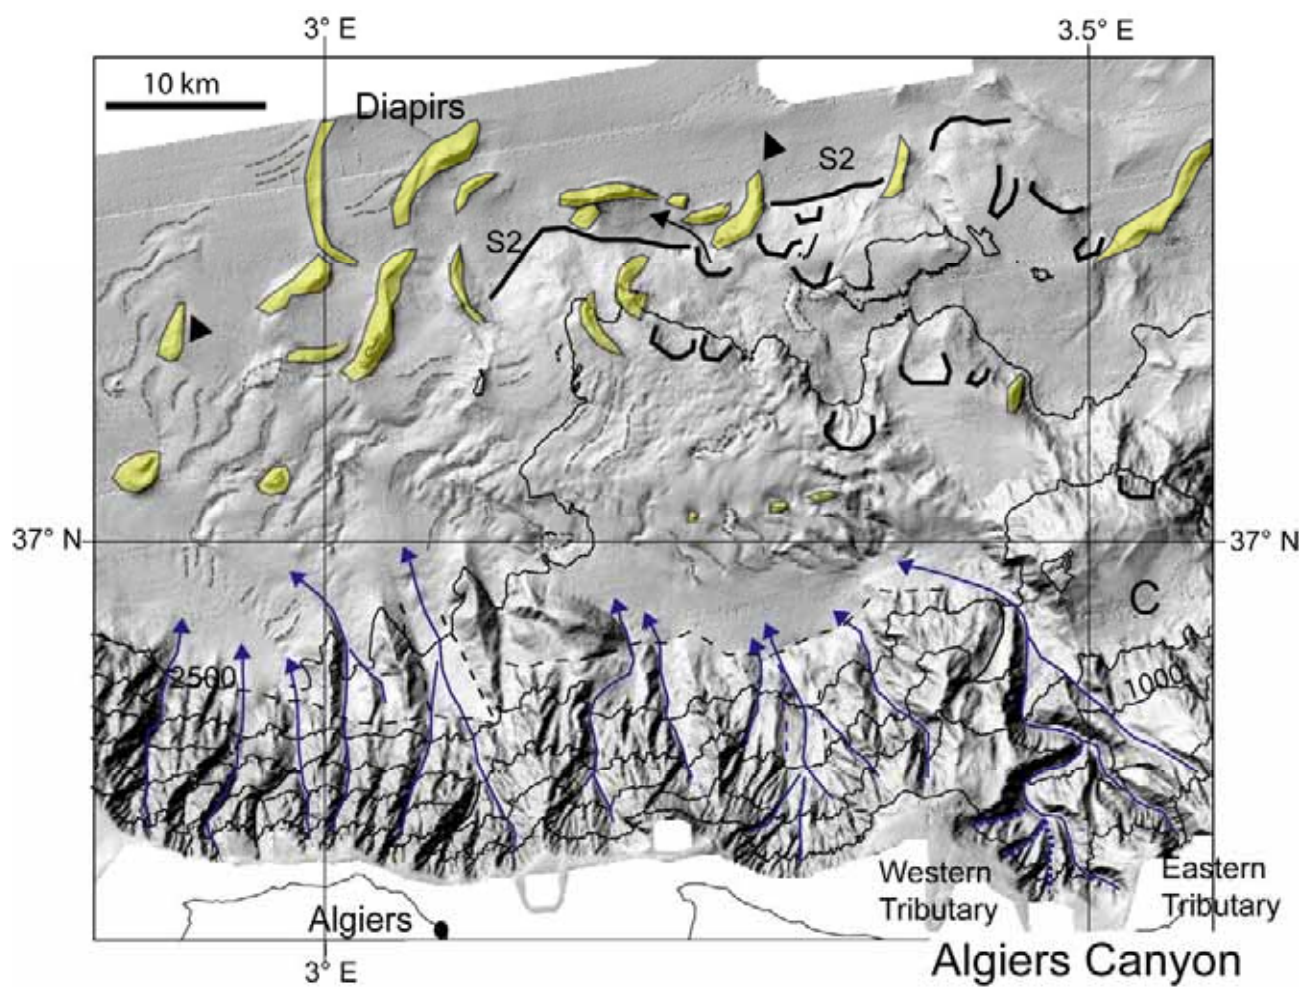 3° E
3.5° E
10 km
Diapirs
S2
S2
37° N
37° N
C
2500
1000
Western
Tributary
Eastern
Tributary
Algiers
Algiers Canyon
3° E